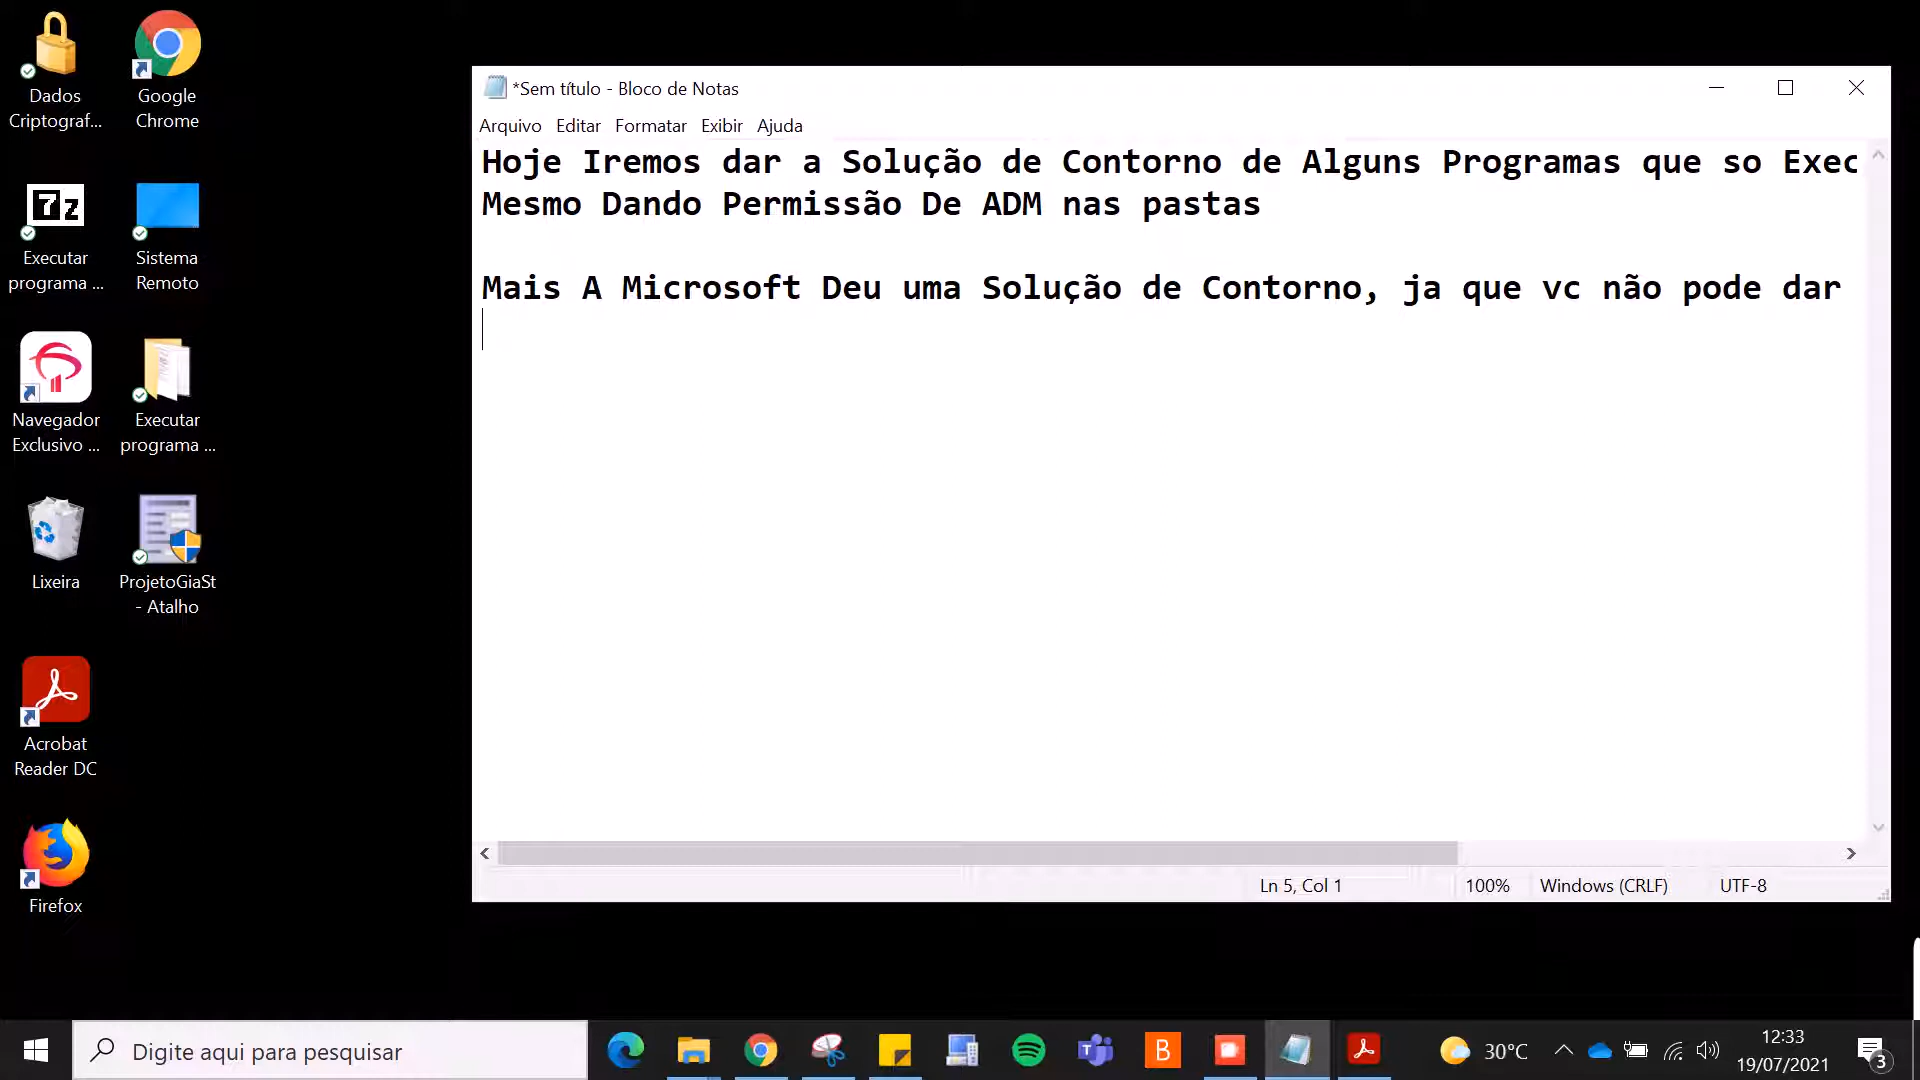 Dados
Criptograf...
Google
Chrome
Executar
programa ...
Sistema
Remoto
Navegador
Exclusivo ...
Executar
programa ...
Lixeira
ProjetoGiaSt
- Atalho
Acrobat
Reader DC
Firefox
*Sem título - Bloco de Notas
Arquivo Editar Formatar Exibir Ajuda
Hoje Iremos dar a Solução de Contorno de Alguns Programas que so Exec
Mesmo Dando Permissão De ADM nas pastas
Mais A Microsoft Deu uma Solução de Contorno, ja que vc não pode dar
Ln 5, Col 1 100% Windows (CRLF) UTF-8
Digite aqui para pesquisar
30°C
12:33
19/07/2021
3